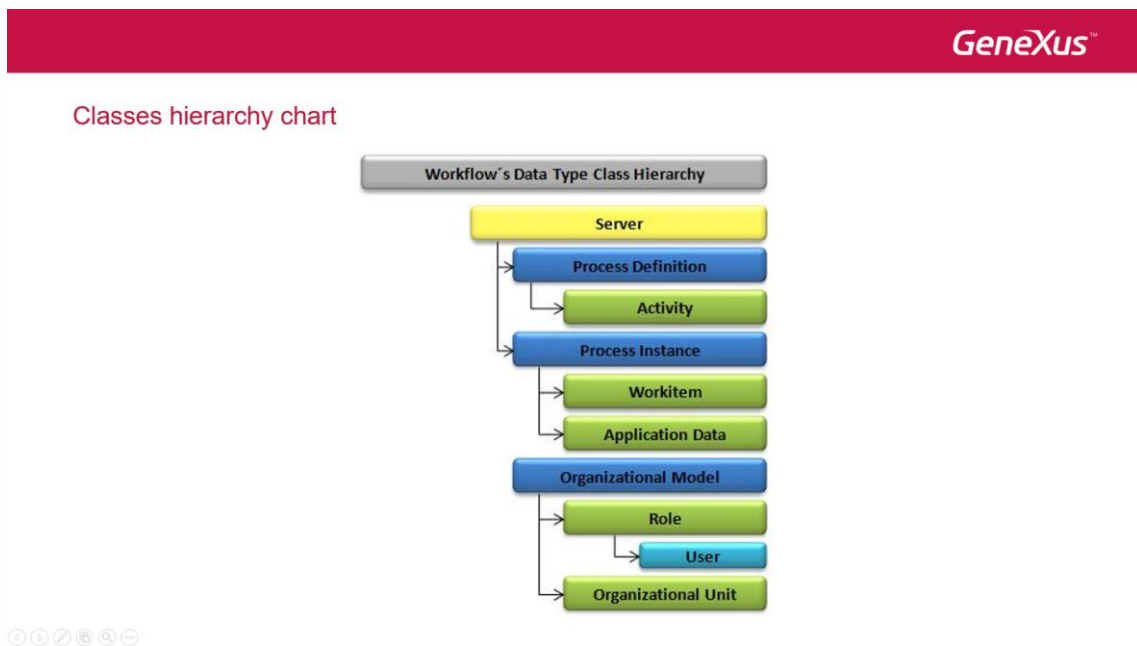 GeneXus™
Classes hierarchy chart
Workflow´s Data Type Class Hierarchy
Server
Process Definition
Activity
Process Instance
Workitem
Application Data
Organizational Model
Role
User
Organizational Unit